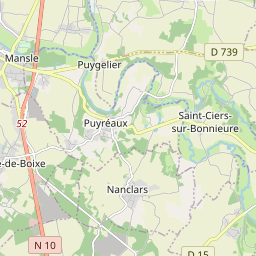 D 739
Mansle
Puygelier
52
Puyréaux
Saint-Ciers-
sur-Bonnieure
e-de-Boixe
Nanclars
N 10
D 15